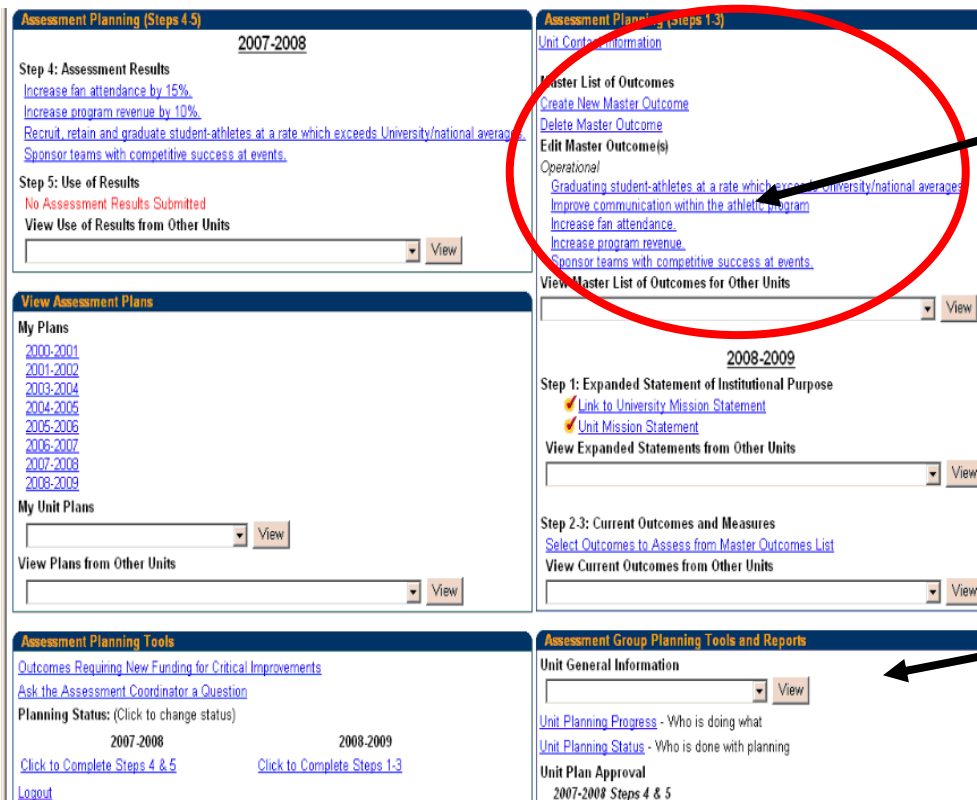 Assessment Planning (Steps 4-5)
2007-2008
Step 4: Assessment Results
Increase fan attendance by 15%.
Increase program revenue by 10%.
Recruit, retain and graduate student-athletes at a rate which exceeds University/national averages.
Sponsor teams with competitive success at events.
Step 5: Use of Results
No Assessment Results Submitted
View Use of Results from Other Units
View
View Assessment Plans
My Plans
2000-2001
2001-2002
2003-2004
2004-2005
2005-2006
2006-2007
2007-2008
2008-2009
My Unit Plans
View
View Plans from Other Units
View
Assessment Planning Tools
Outcomes Requiring New Funding for Critical Improvements
Ask the Assessment Coordinator a Question
Planning Status: (Click to change status)
2007-2008 2008-2009
Click to Complete Steps 4 & 5 Click to Complete Steps 1-3
Logout
Assessment Planning (Steps 1-3)
Unit Contact Information
Master List of Outcomes
Create New Master Outcome
Delete Master Outcome
Edit Master Outcome(s)
Operational
Graduating student-athletes at a rate which exceeds University/national averages
Improve communication within the athletic program
Increase fan attendance.
Increase program revenue.
Sponsor teams with competitive success at events.
View Master List of Outcomes for Other Units
View
2008-2009
Step 1: Expanded Statement of Institutional Purpose
Link to University Mission Statement
Unit Mission Statement
View Expanded Statements from Other Units
View
Step 2-3: Current Outcomes and Measures
Select Outcomes to Assess from Master Outcomes List
View Current Outcomes from Other Units
View
Assessment Group Planning Tools and Reports
Unit General Information
View
Unit Planning Progress - Who is doing what
Unit Planning Status - Who is done with planning
Unit Plan Approval
2007-2008 Steps 4 & 5